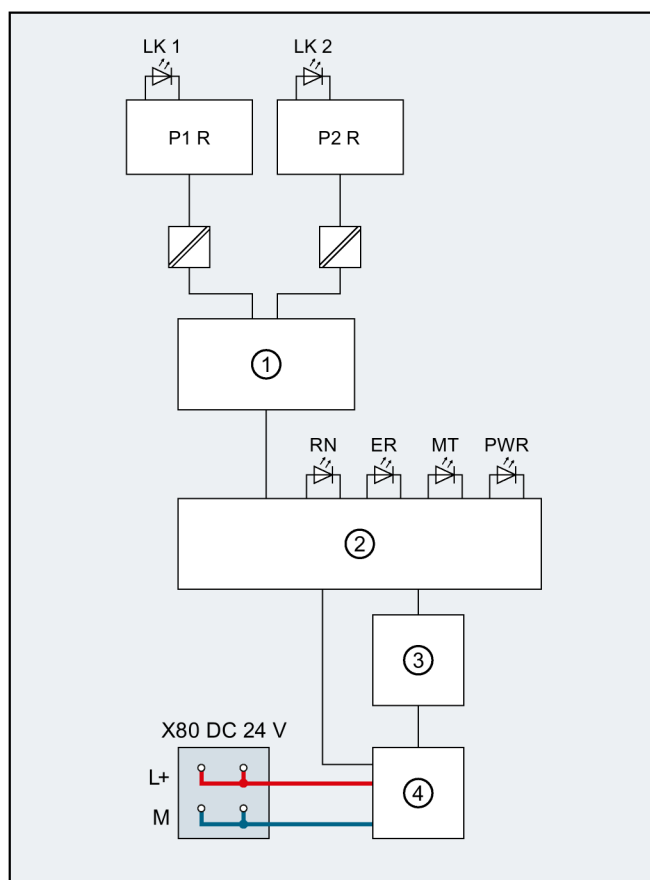 LK 1 LK 2
P1 R P2 R
①
RN ER MT PWR
②
③
X80 DC 24 V
L+
④
M